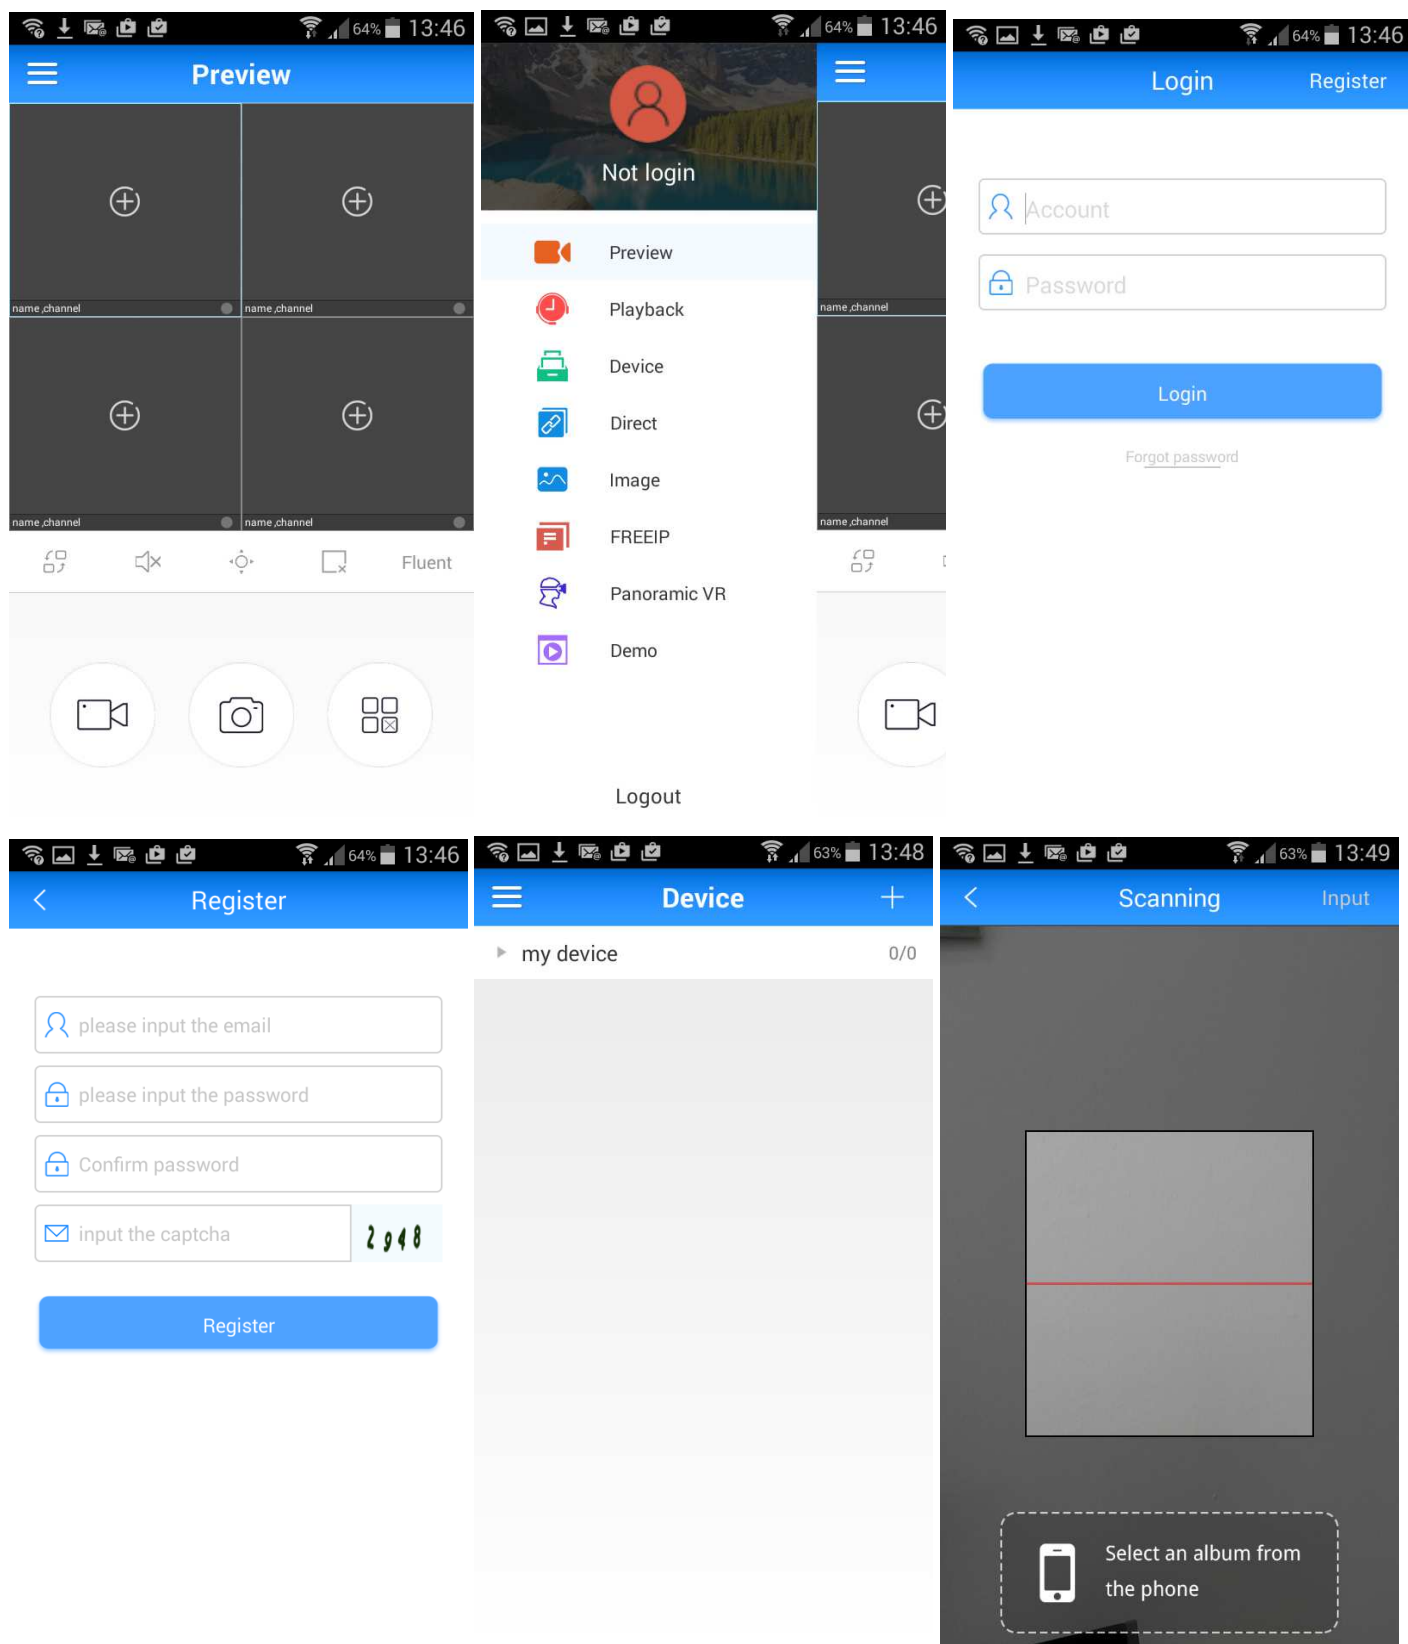 64% 13:46
Preview
name,channel
name,channel
name,channel
name,channel
Fluent
64% 13:46
Not login
Preview
Playback
Device
Direct
Image
FREEIP
Panoramic VR
Demo
Logout
name,channel
name,channel
64% 13:46
Login Register
Account
Password
Login
Forgot password
64% 13:46
Register
please input the email
please input the password
Confirm password
input the captcha 2948
Register
63% 13:48
Device
my device 0/0
63% 13:49
Scanning Input
Select an album from
the phone